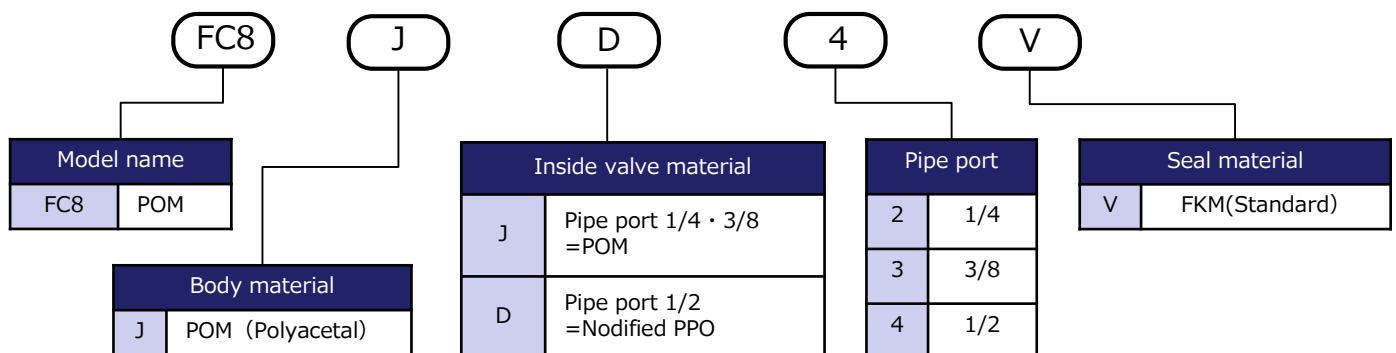 FC8 J D 4 V
Model name
FC8 POM
Body material
J POM（Polyacetal）
Inside valve material
J Pipe port 1/4・3/8
=POM
D Pipe port 1/2
=Nodified PPO
Pipe port
2 1/4
3 3/8
4 1/2
Seal material
V FKM(Standard）